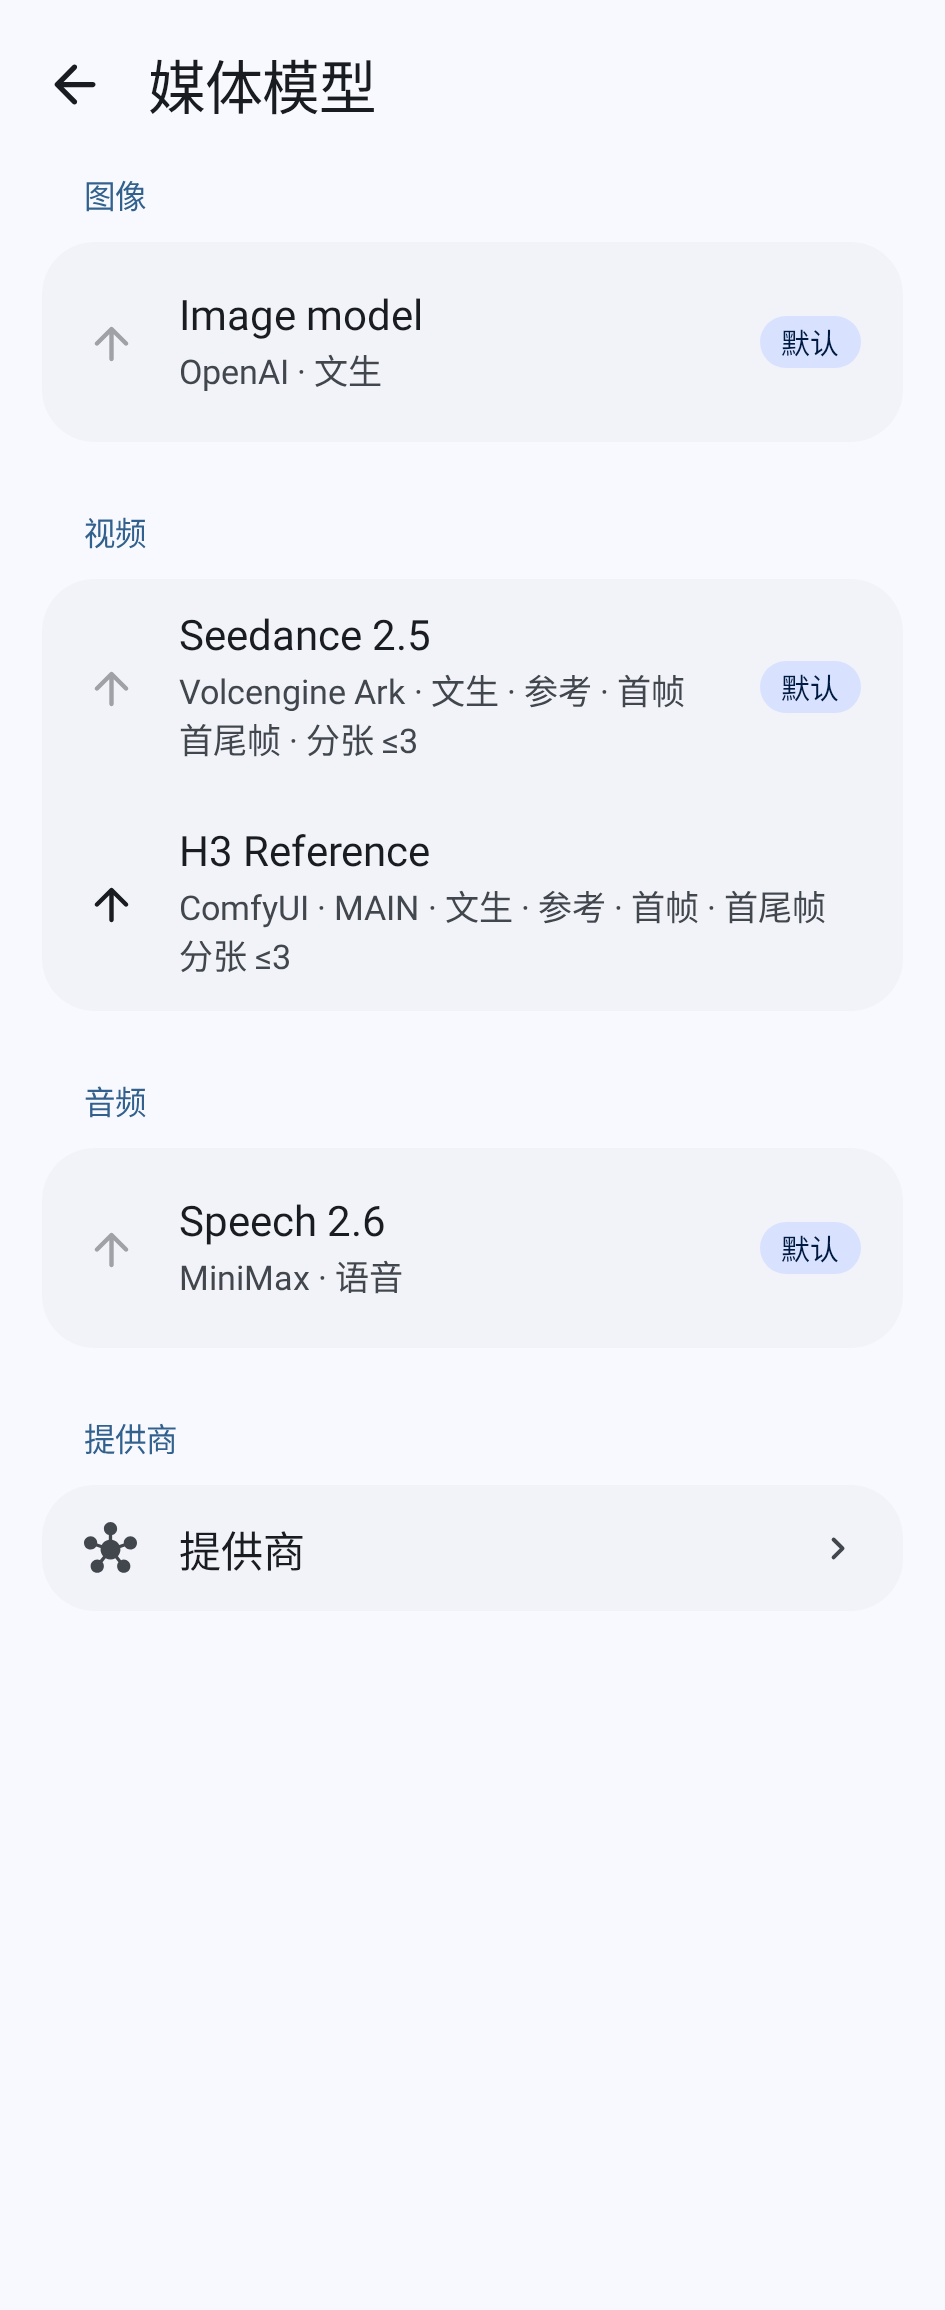 媒体模型
图像
Image model
OpenAI · 文生
默认
视频
Seedance 2.5
Volcengine Ark · 文生 · 参考 · 首帧
首尾帧 · 分张 ≤3
默认
H3 Reference
ComfyUI · MAIN · 文生 · 参考 · 首帧 · 首尾帧
分张 ≤3
音频
Speech 2.6
MiniMax · 语音
默认
提供商
提供商